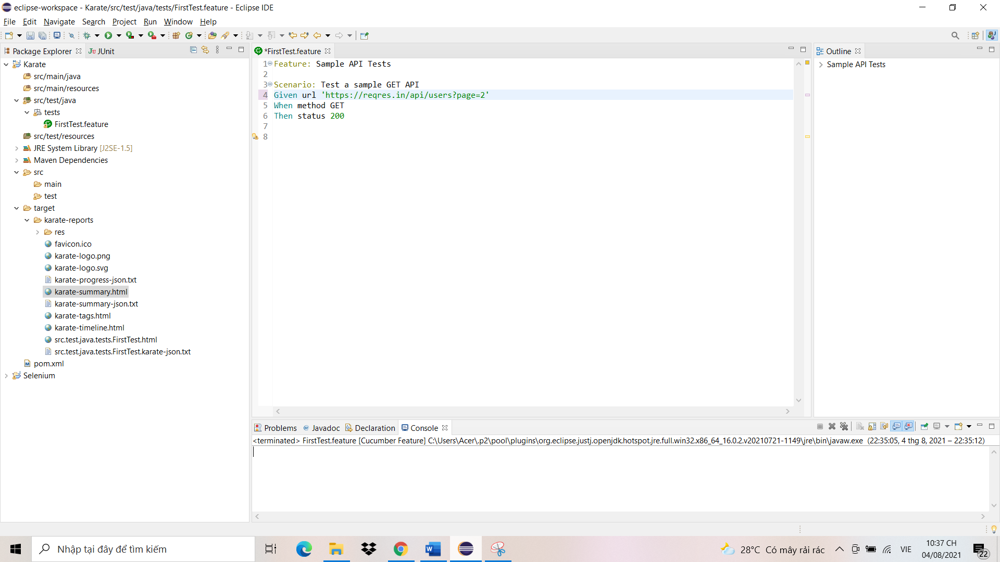 eclipse-workspace - Karate/src/test/java/tests/FirstTest.feature - Eclipse IDE
File Edit Navigate Search Project Run Window Help
Package Explorer
JUnit
Karate
src/main/java
src/main/resources
src/test/java
tests
FirstTest.feature
src/test/resources
JRE System Library [J2SE-1.5]
Maven Dependencies
src
main
test
target
karate-reports
res
favicon.ico
karate-logo.png
karate-logo.svg
karate-progress-json.txt
karate-summary.html
karate-summary-json.txt
karate-tags.html
karate-timeline.html
src.test.java.tests.FirstTest.html
src.test.java.tests.FirstTest.karate-json.txt
pom.xml
Selenium
*FirstTest.feature
1 Feature: Sample API Tests
2
3 Scenario: Test a sample GET API
4 Given url 'https://reqres.in/api/users?page=2'
5 When method GET
6 Then status 200
7
8
Outline
Sample API Tests
Problems @ Javadoc Declaration Console
<terminated> FirstTest.feature [Cucumber Feature] C:\Users\Acer\.p2\pool\plugins\org.eclipse.justj.openjdk.hotspot.jre.full.win32.x86_64_16.0.2.v20210721-1149\jre\bin\javaw.exe (22:35:05, 4 thg 8, 2021 – 22:35:12)
Nhập tại đây để tìm kiếm
28°C Có mây rải rác
VIE
10:37 CH
04/08/2021
22